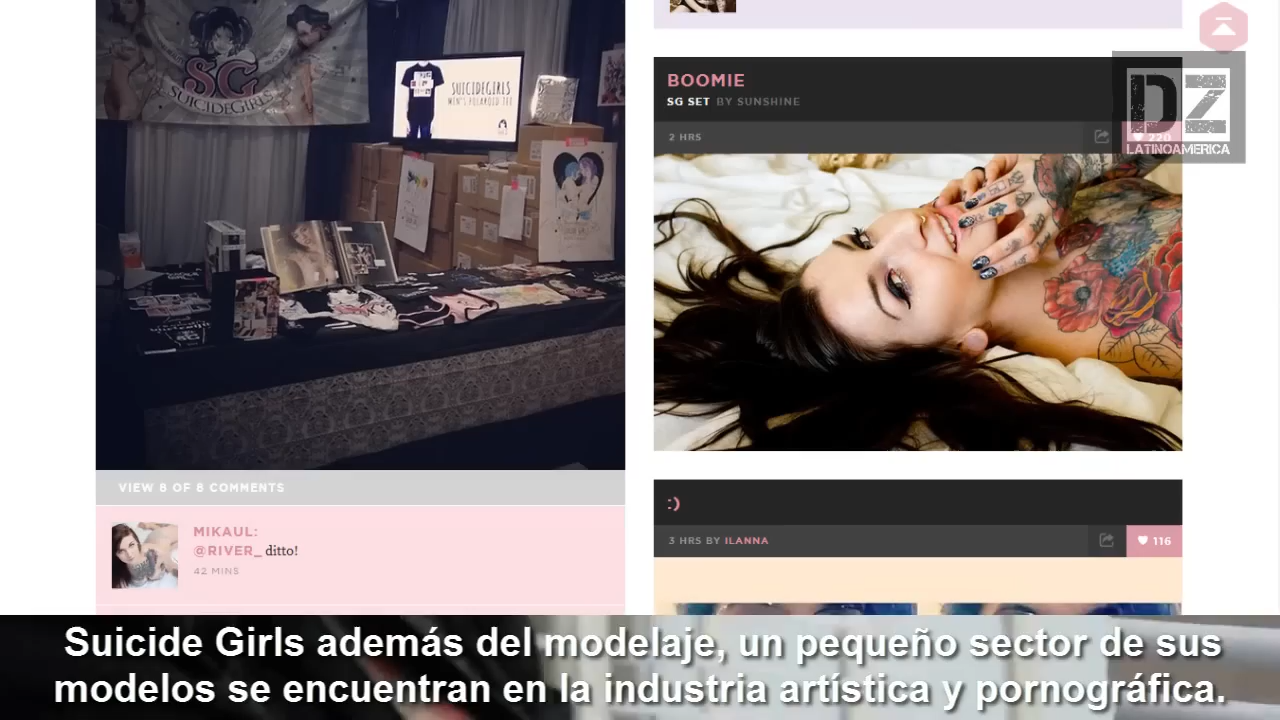 SG
SUICIDEGIRLS
SUICIDEGIRLS
MEN'S POLAROID TEE
VIEW 8 OF 8 COMMENTS
MIKAUL:
@RIVER_ ditto!
42 MINS
BOOMIE
SG SET BY SUNSHINE
2 HRS
220
DZ
LATINOAMERICA
:)
3 HRS BY ILANNA
116
Suicide Girls además del modelaje, un pequeño sector de sus
modelos se encuentran en la industria artística y pornográfica.